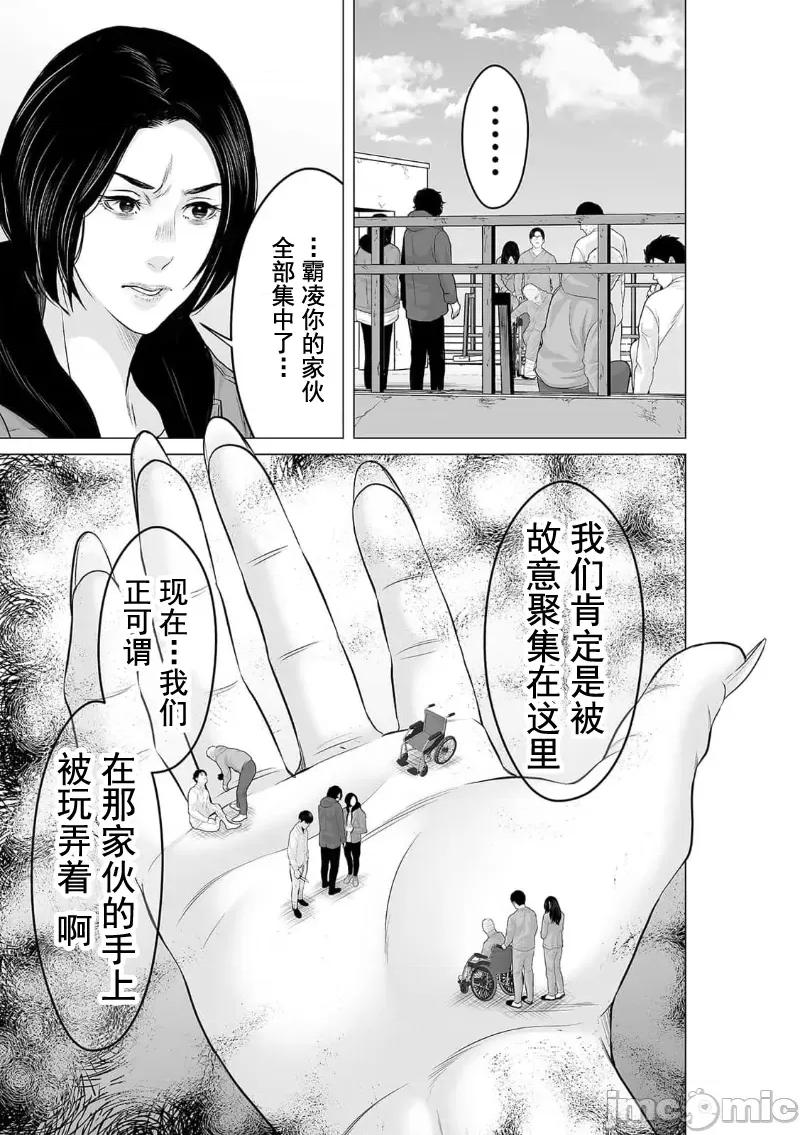 ……
…霸凌你的家伙
全部集中了…
我们肯定是被
故意聚集在这里
现在…我们
正可谓
在那家伙的手上
被玩弄着 啊
imcomic